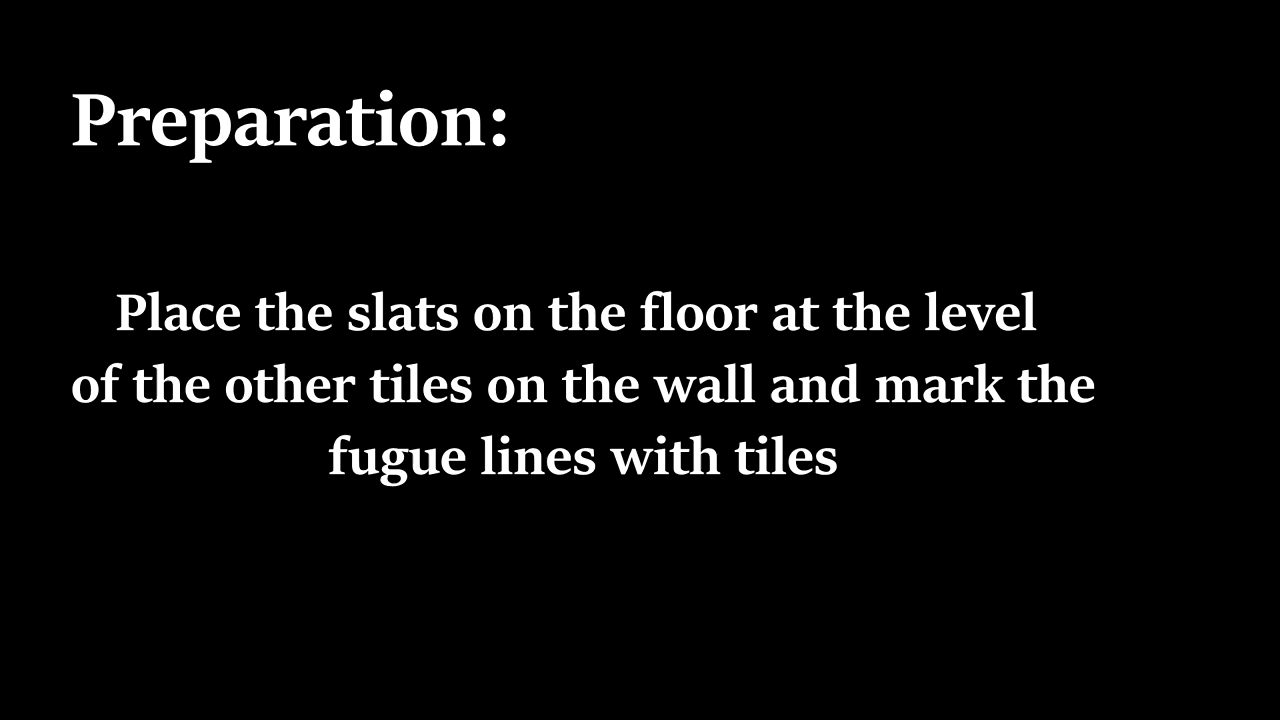 Preparation:
Place the slats on the floor at the level
of the other tiles on the wall and mark the
fugue lines with tiles